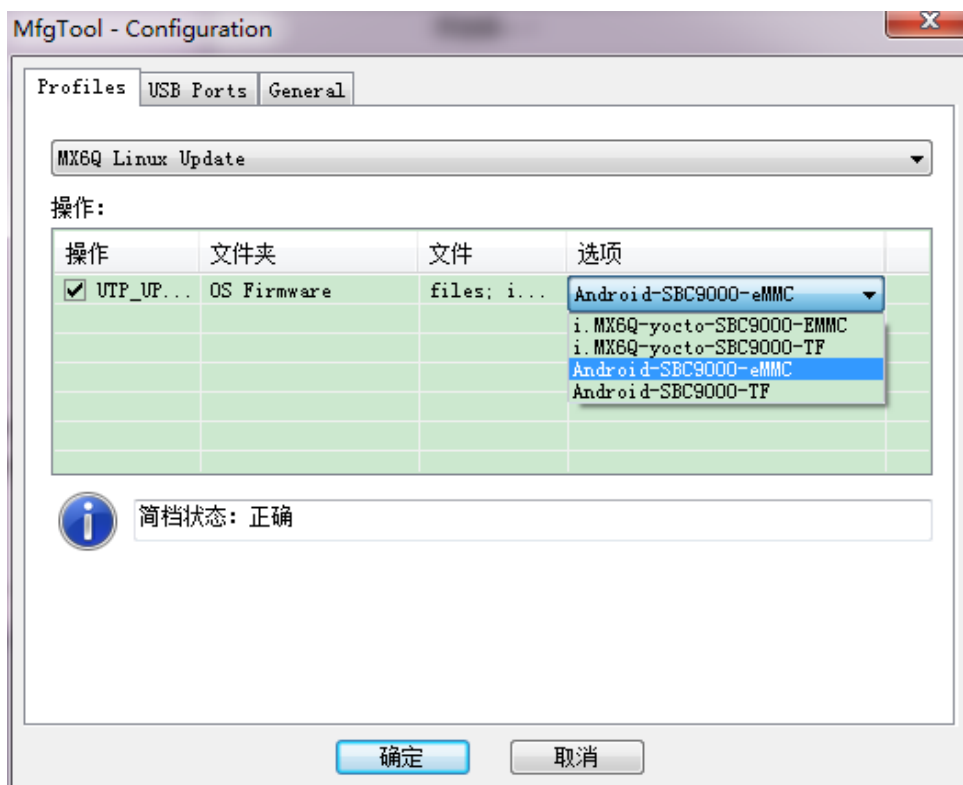 MfgTool - Configuration
Profiles USB Ports General
MX6Q Linux Update
操作:
操作 文件夹 文件 选项
UTP_UP... OS Firmware files; i... Android-SBC9000-eMMC
i.MX6Q-yocto-SBC9000-EMMC
i.MX6Q-yocto-SBC9000-TF
Android-SBC9000-eMMC
Android-SBC9000-TF
简档状态: 正确
确定 取消